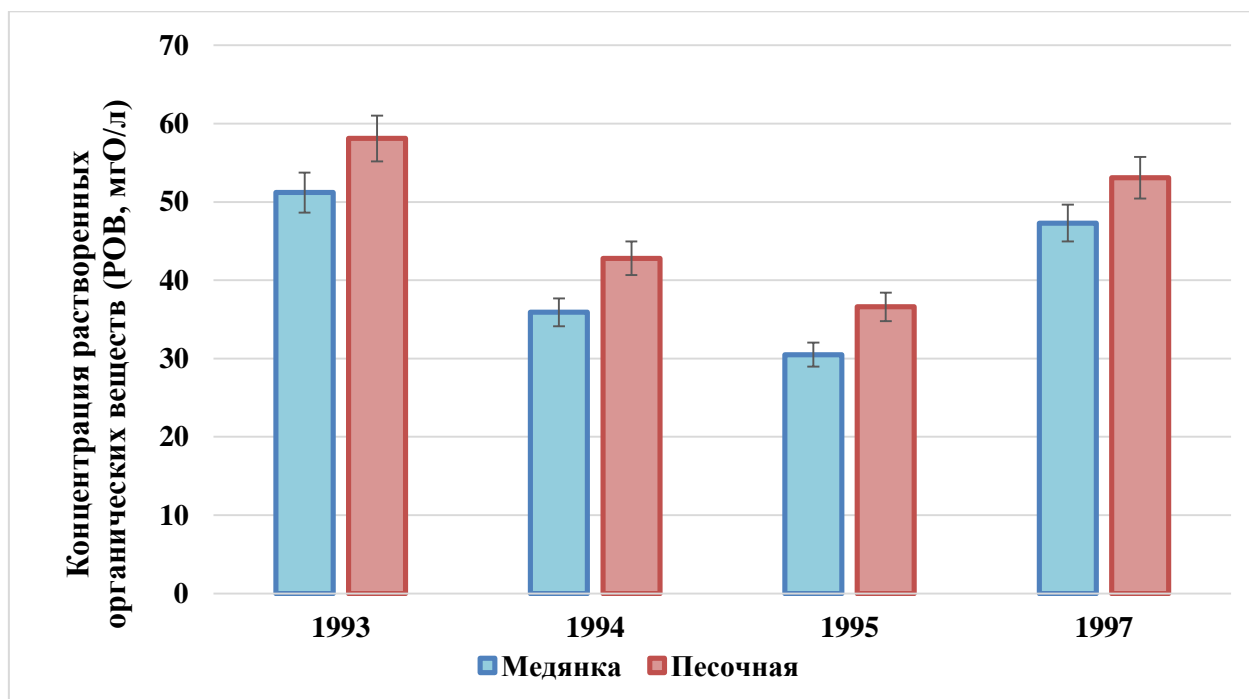 Концентрация растворенных
органических веществ (РОВ, мгО/л)
70
60
50
40
30
20
10
0
1993 1994 1995 1997
Медянка Песочная